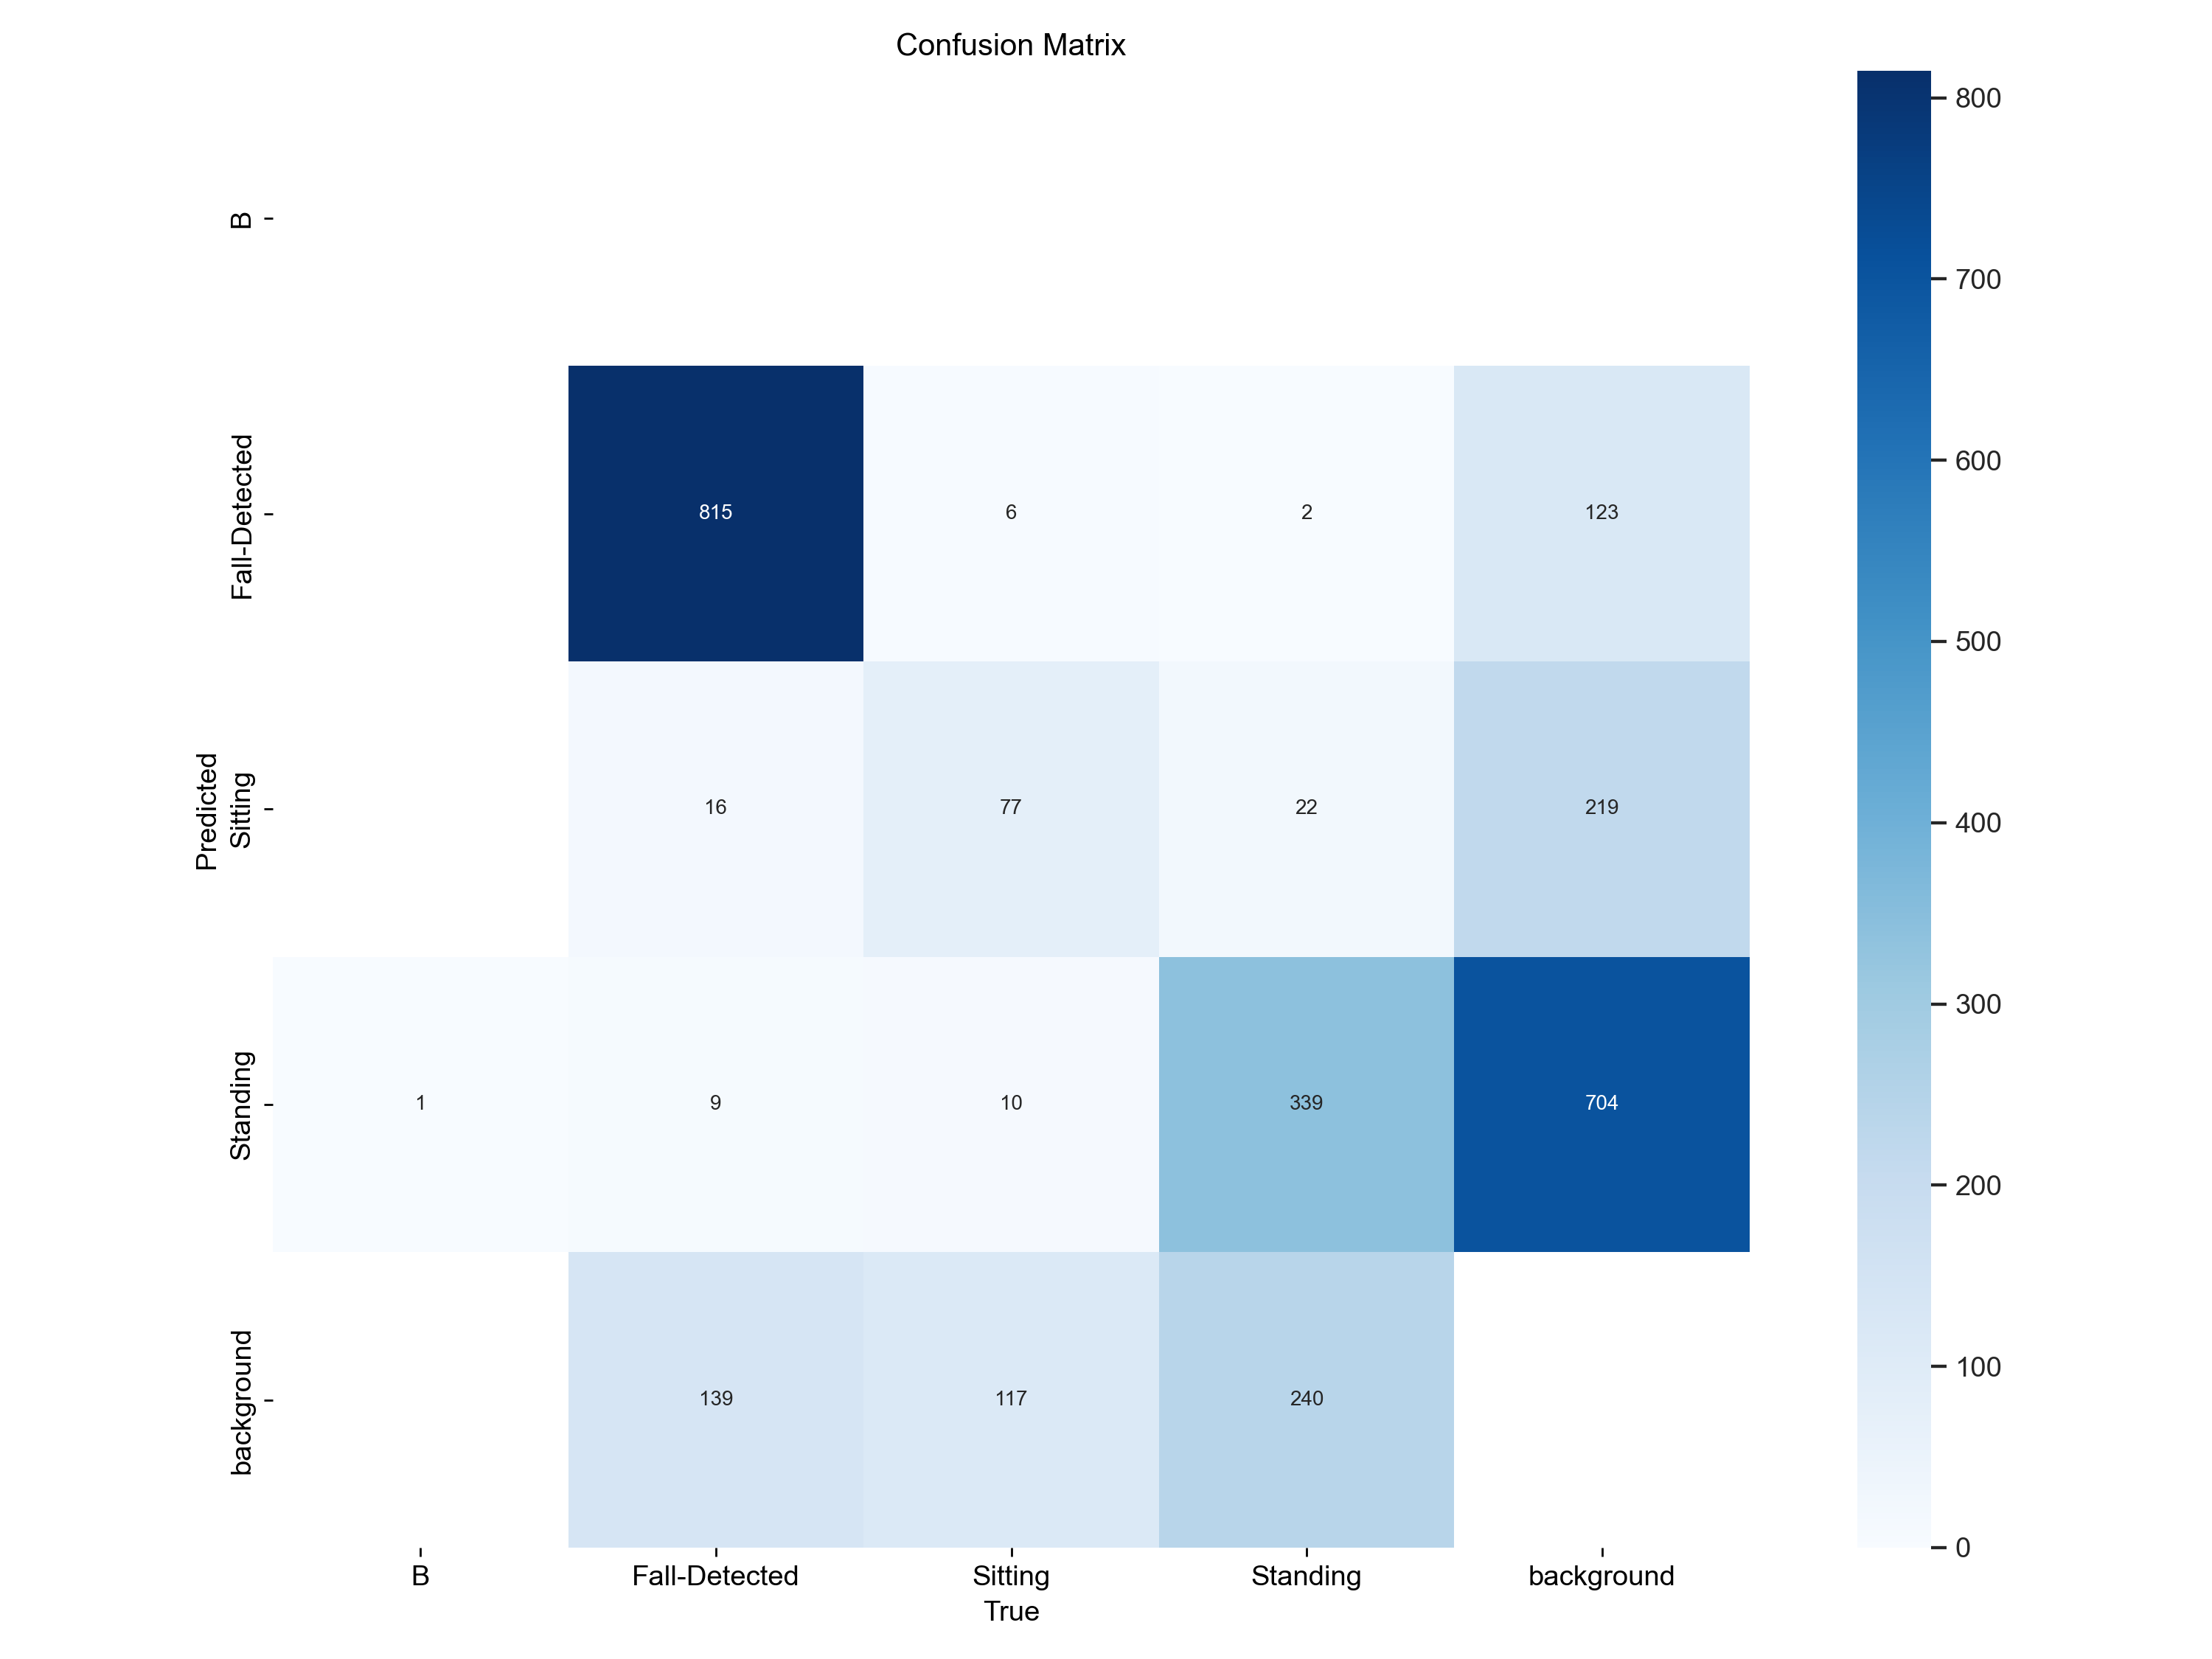 Confusion Matrix
B
Fall-Detected
Sitting
Standing
background
Predicted
815 6 2 123
16 77 22 219
1 9 10 339 704
139 117 240
B Fall-Detected Sitting Standing background
True
800
700
600
500
400
300
200
100
0